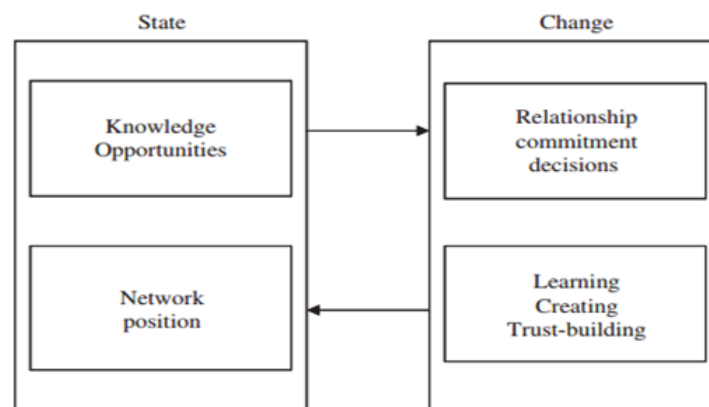 State
Change
Knowledge
Opportunities
Relationship
commitment
decisions
Network
position
Learning
Creating
Trust-building